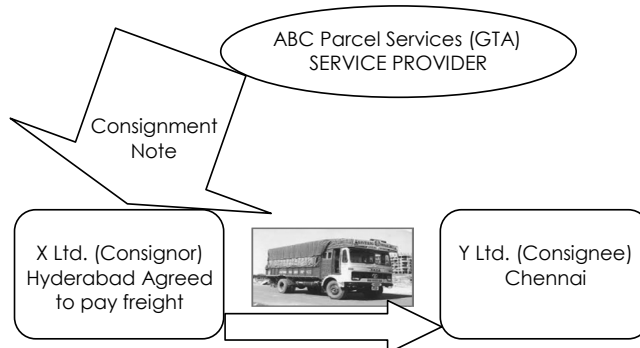 ABC Parcel Services (GTA)
SERVICE PROVIDER
Consignment
Note
X Ltd. (Consignor)
Hyderabad Agreed
to pay freight
Y Ltd. (Consignee)
Chennai